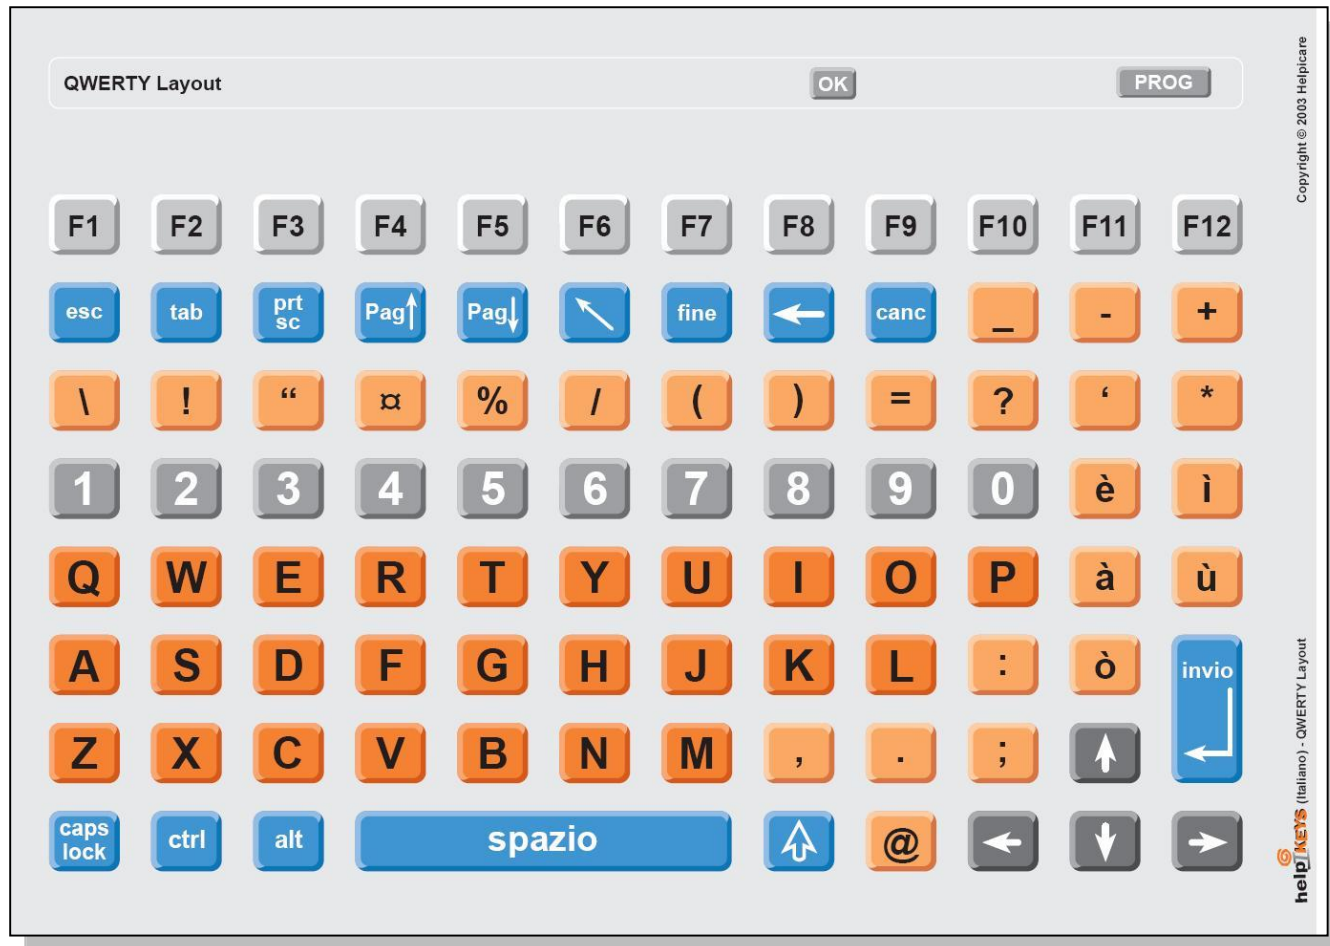 QWERTY Layout OK PROG
F1 F2 F3 F4 F5 F6 F7 F8 F9 F10 F11 F12
esc tab prt sc Pag↑ Pag↓ ↖ fine ← canc _ - +
\ ! “ ¤ % / ( ) = ? ‘ *
1 2 3 4 5 6 7 8 9 0 è ì
Q W E R T Y U I O P à ù
A S D F G H J K L : ò invio
Z X C V B N M , . ; ↑
caps lock ctrl alt spazio ⇧ @ ← ↓ →
Copyright © 2003 Helpicare
helpIKEYS (Italiano) - QWERTY Layout